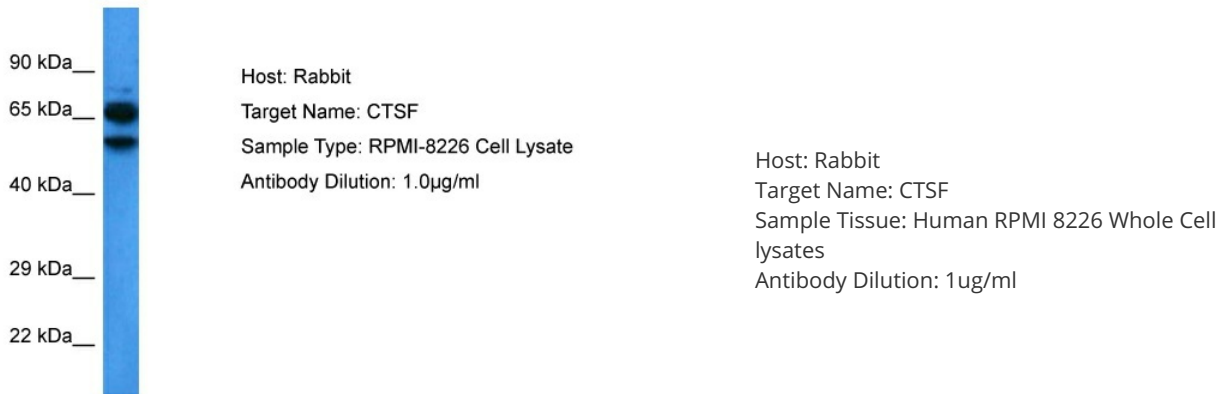 90 kDa__
65 kDa__
40 kDa__
29 kDa__
22 kDa__
Host: Rabbit
Target Name: CTSF
Sample Type: RPMI-8226 Cell Lysate
Antibody Dilution: 1.0µg/ml
Host: Rabbit
Target Name: CTSF
Sample Tissue: Human RPMI 8226 Whole Cell
lysates
Antibody Dilution: 1ug/ml